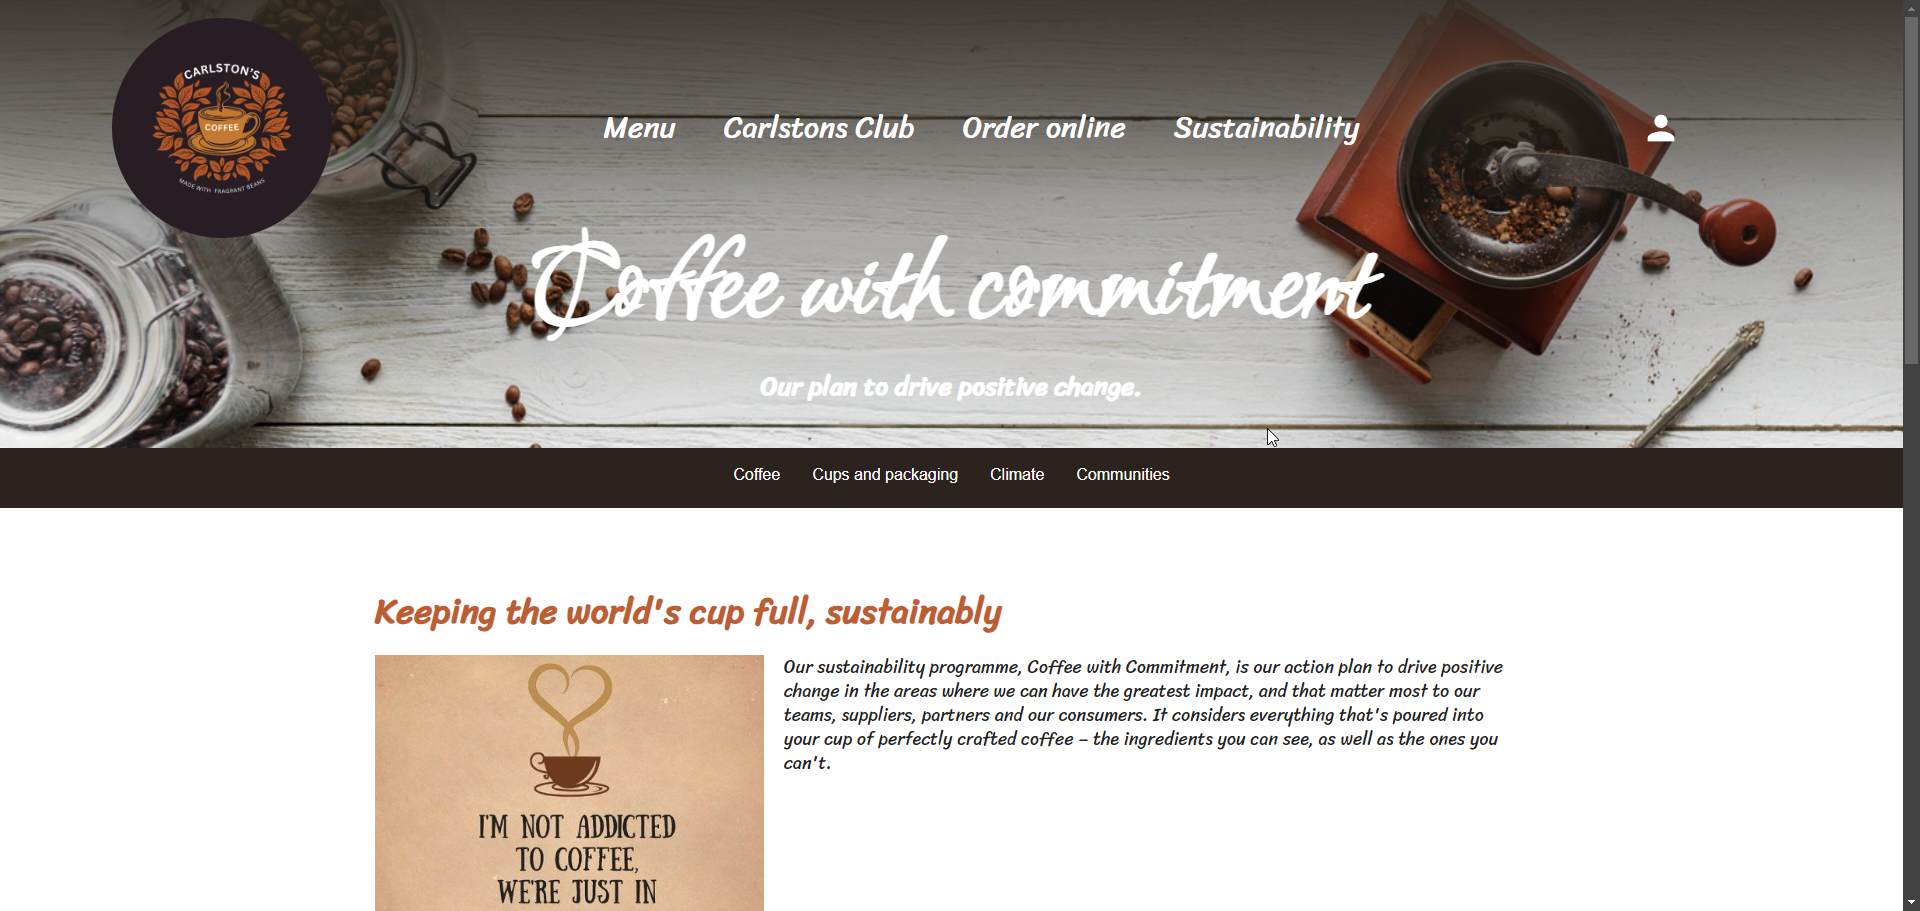 CARLSTON'S
COFFEE
MADE WITH FRAGRANT BEANS
Menu Carlstons Club Order online Sustainability
Coffee with commitment
Our plan to drive positive change.
Coffee Cups and packaging Climate Communities
Keeping the world's cup full, sustainably
Our sustainability programme, Coffee with Commitment, is our action plan to drive positive
change in the areas where we can have the greatest impact, and that matter most to our
teams, suppliers, partners and our consumers. It considers everything that's poured into
your cup of perfectly crafted coffee – the ingredients you can see, as well as the ones you
can't.
I'M NOT ADDICTED
TO COFFEE,
WE'RE JUST IN